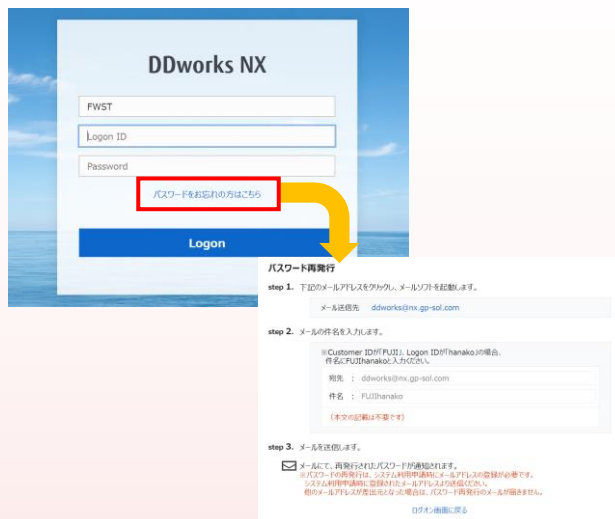 DDworks NX
FWST
Logon ID
Password
パスワードをお忘れの方はこちら
Logon
パスワード再発行
step 1. 下記のメールアドレスをクリックし、メールソフトを起動します。
メール送信先 ddworks@nx.gp-sol.com
step 2. メールの件名を入力します。
※Customer IDが「FUJI」、Logon IDが「hanako」の場合、
件名にFUJIhanakoと入力ください。
宛先 : ddworks@nx.gp-sol.com
件名 : FUJIhanako
(本文の記載は不要です)
step 3. メールを送信します。
メールにて、再発行されたパスワードが通知されます。
※パスワードの再発行は、システム利用申請時にメールアドレスの登録が必要です。
システム利用申請時に登録されたメールアドレスより送信ください。
他のメールアドレスが差出元となった場合は、パスワード再発行のメールが届きません。
ログオン画面に戻る